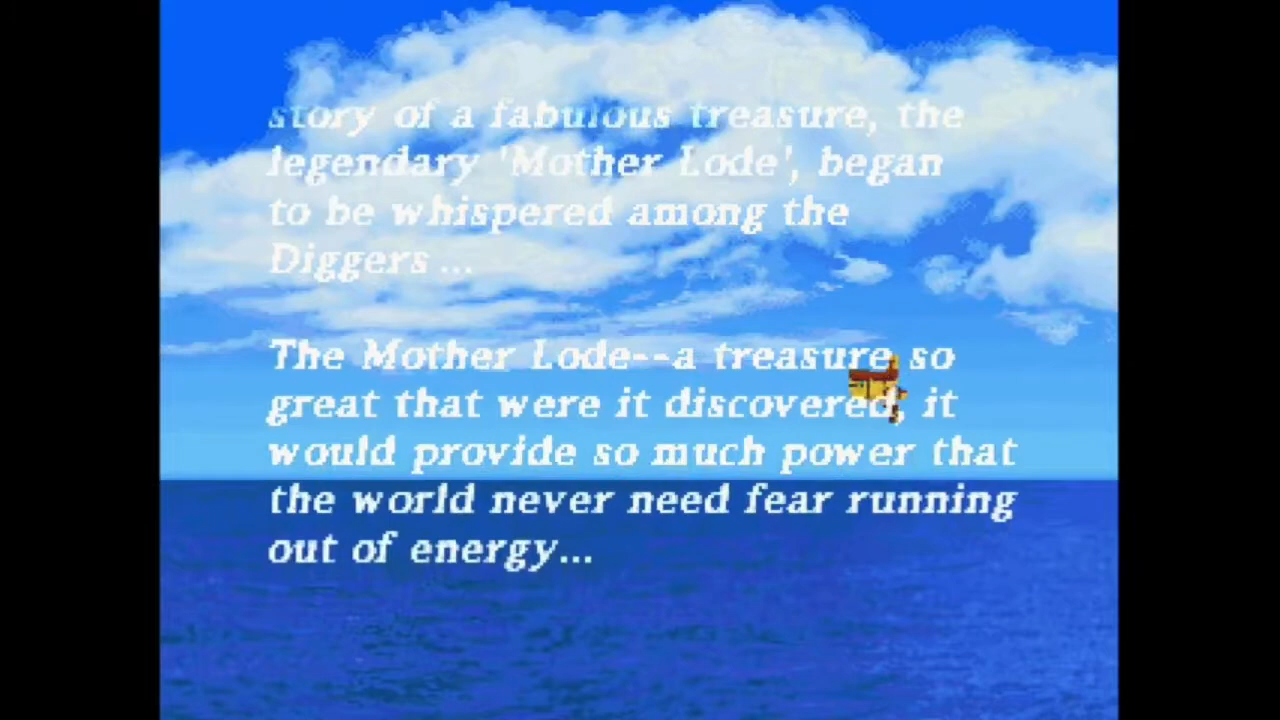 story of a fabulous treasure, the
legendary 'Mother Lode', began
to be whispered among the
Diggers...
The Mother Lode--a treasure so
great that were it discovered, it
would provide so much power that
the world never need fear running
out of energy...